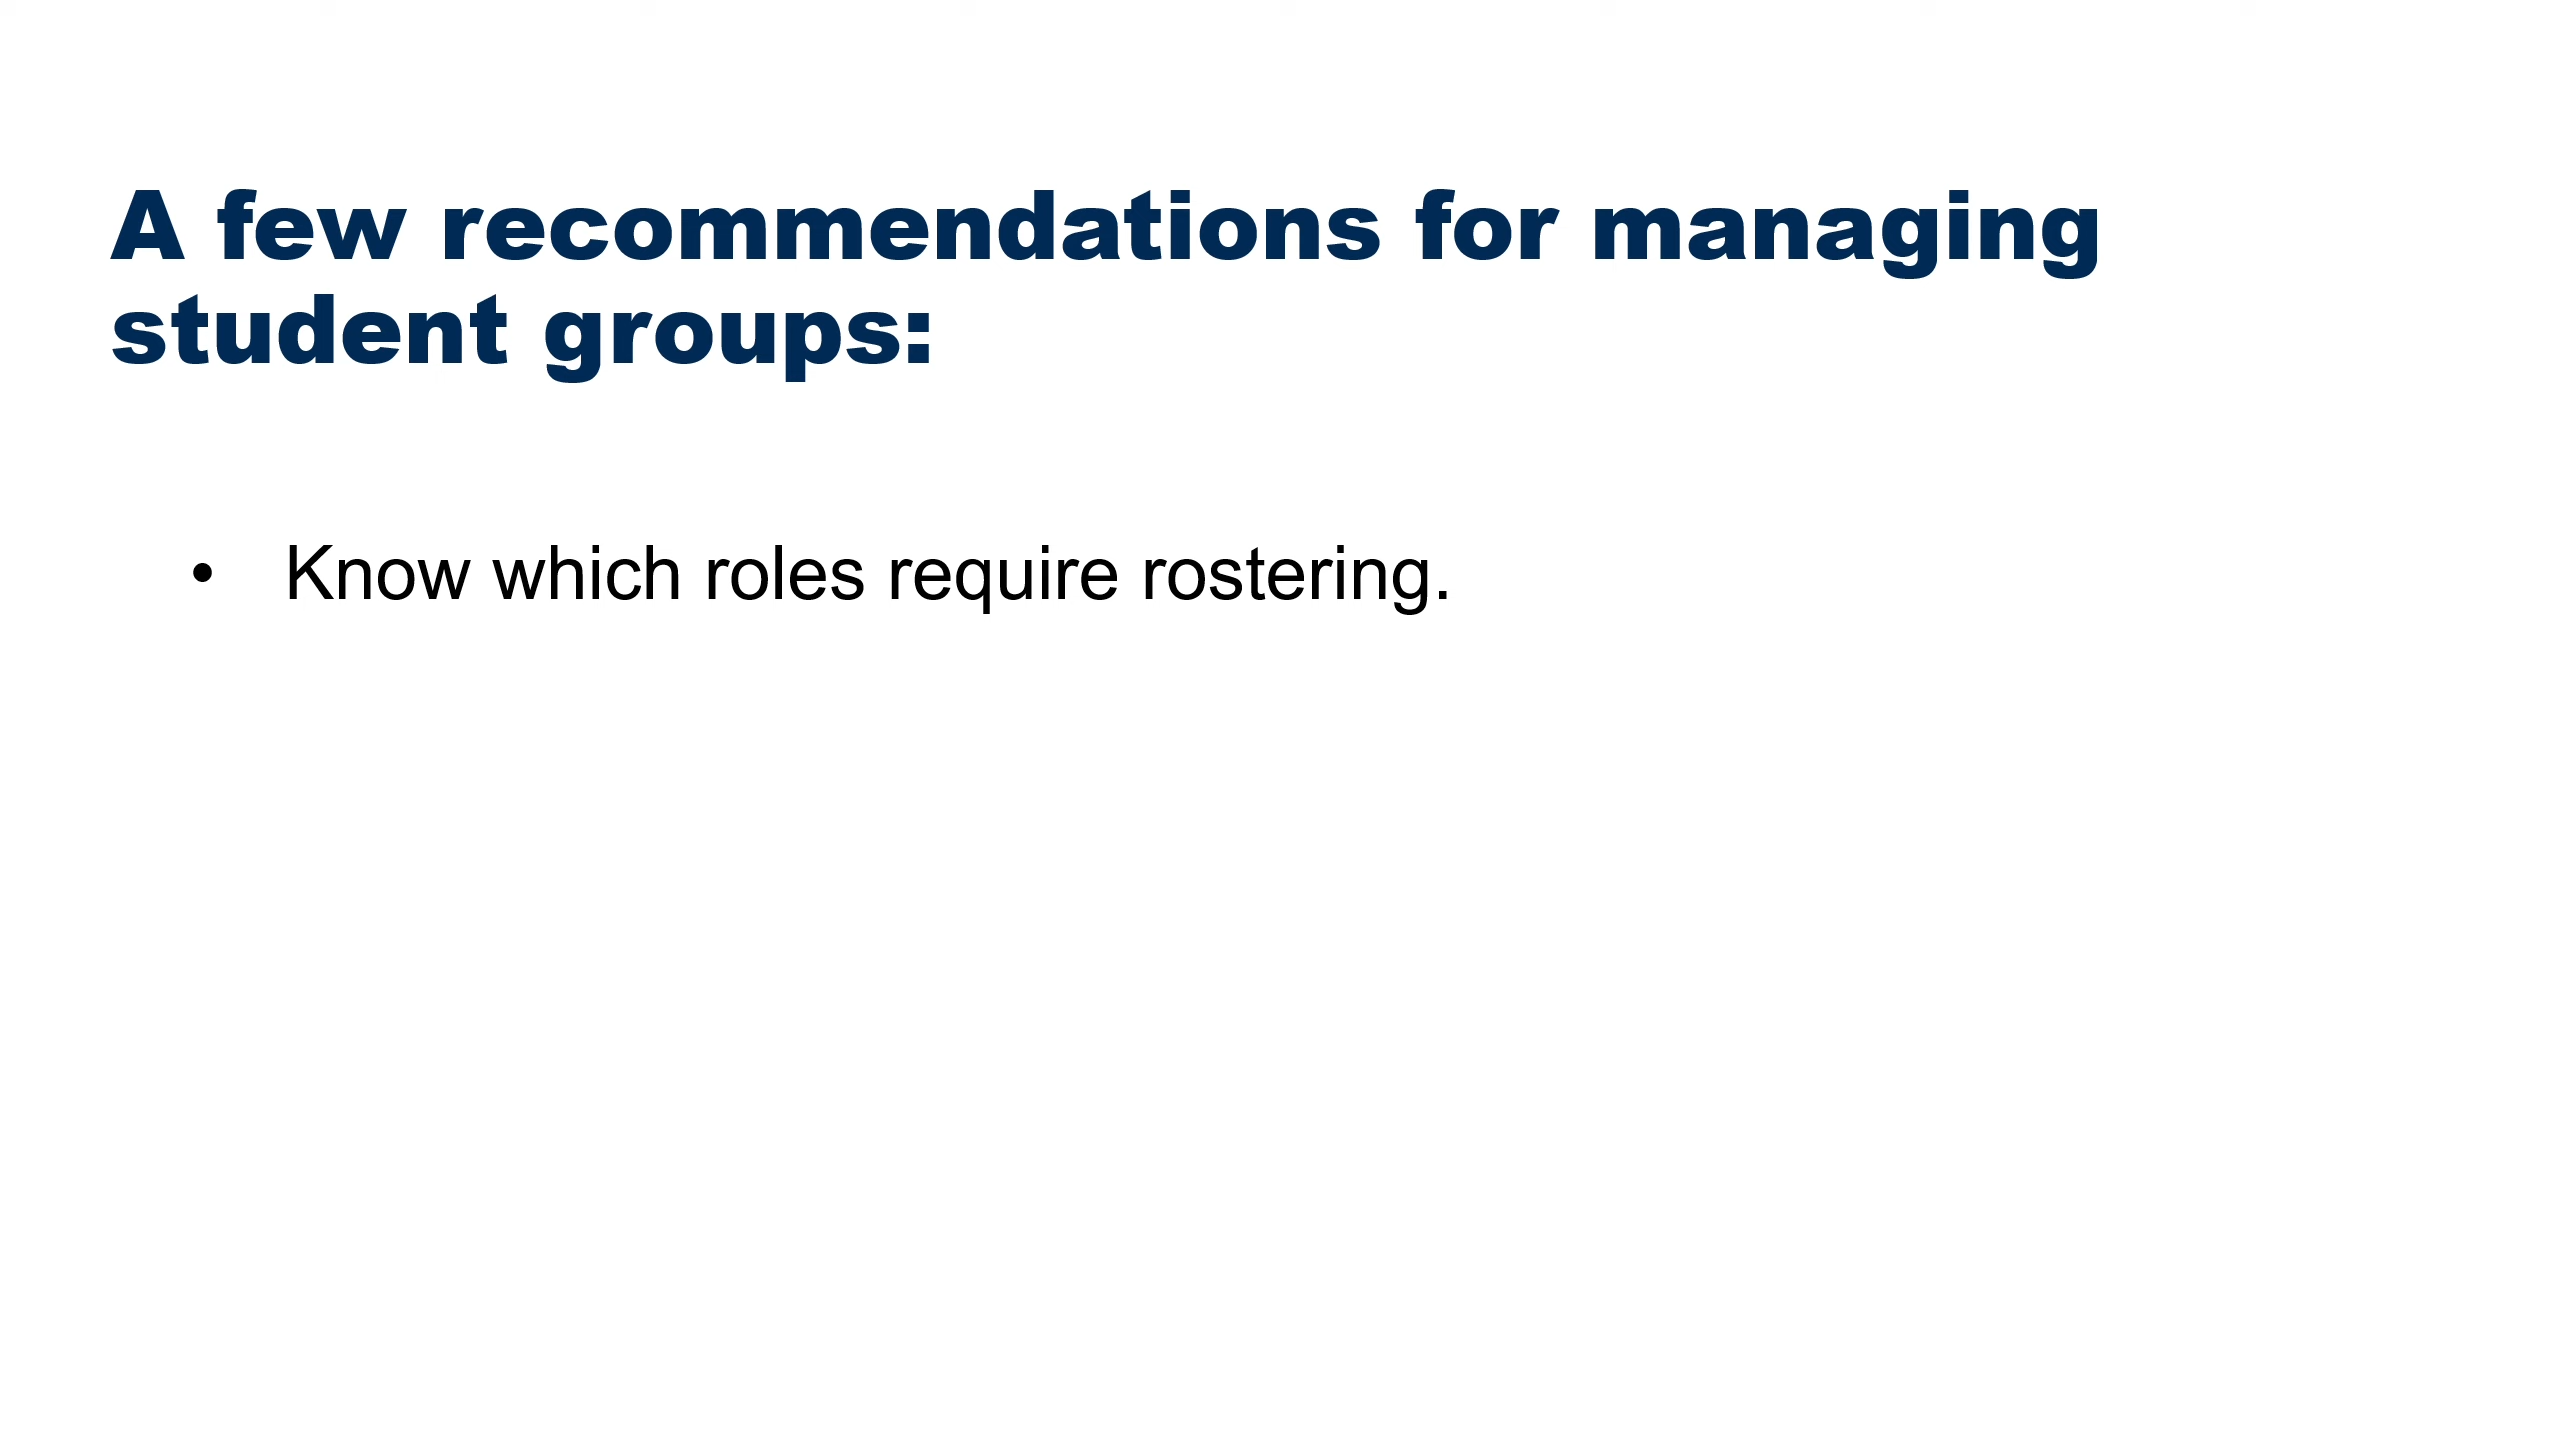 A few recommendations for managing
student groups:
• Know which roles require rostering.